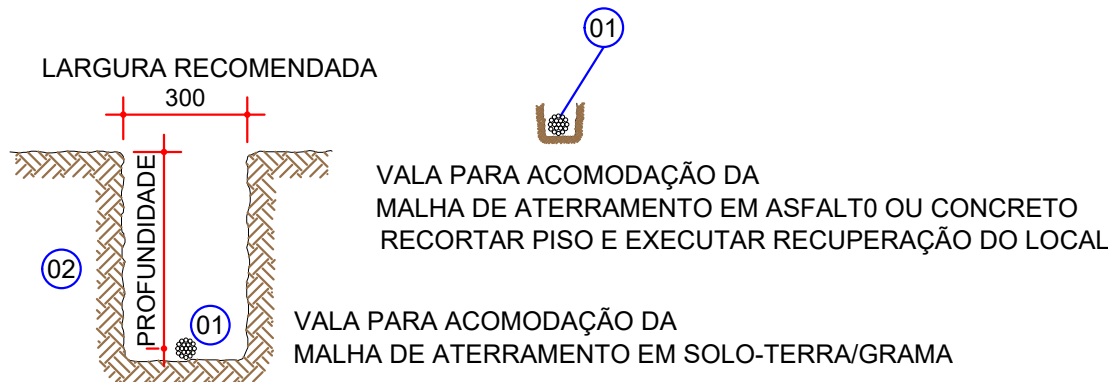 01
LARGURA RECOMENDADA
300
PROFUNDIDADE
VALA PARA ACOMODAÇÃO DA
MALHA DE ATERRAMENTO EM ASFALT0 OU CONCRETO
RECORTAR PISO E EXECUTAR RECUPERAÇÃO DO LOCAL
02
01
VALA PARA ACOMODAÇÃO DA
MALHA DE ATERRAMENTO EM SOLO-TERRA/GRAMA